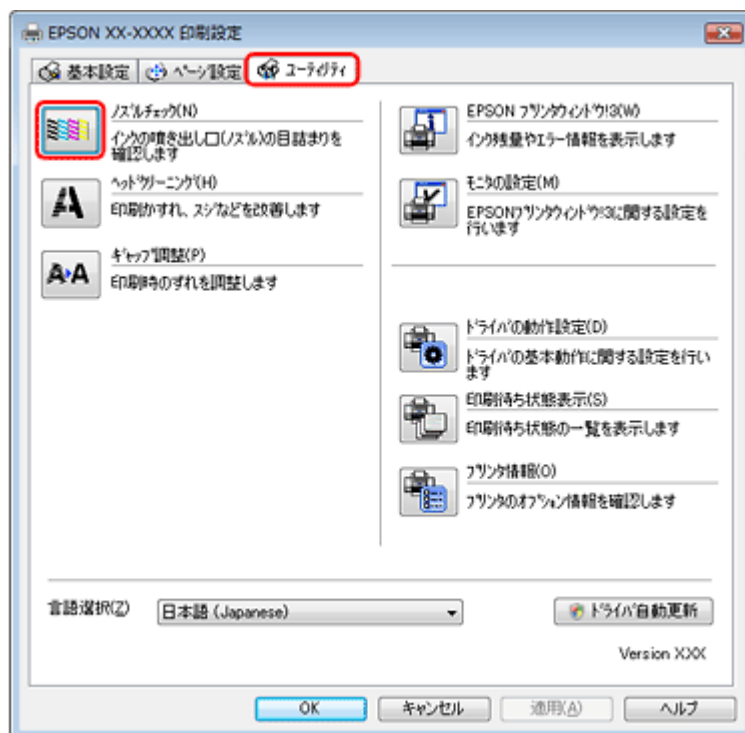 EPSON XX-XXXX 印刷設定
基本設定
ページ設定
ユーティリティ
ノズルチェック(N)
インクの噴き出し口(ノズル)の目詰まりを
確認します
ヘッドクリーニング(H)
印刷かすれ、スジなどを改善します
ギャップ調整(P)
印刷時のずれを調整します
EPSON プリンタウィンドウ!3(W)
インク残量やエラー情報を表示します
モニタの設定(M)
EPSONプリンタウィンドウ!3に関する設定を
行います
ドライバの動作設定(D)
ドライバの基本動作に関する設定を行い
ます
印刷待ち状態表示(S)
印刷待ち状態の一覧を表示します
プリンタ情報(O)
プリンタのオプション情報を確認します
言語選択(Z)
日本語 (Japanese)
ドライバ自動更新
Version XXX
OK
キャンセル
適用(A)
ヘルプ